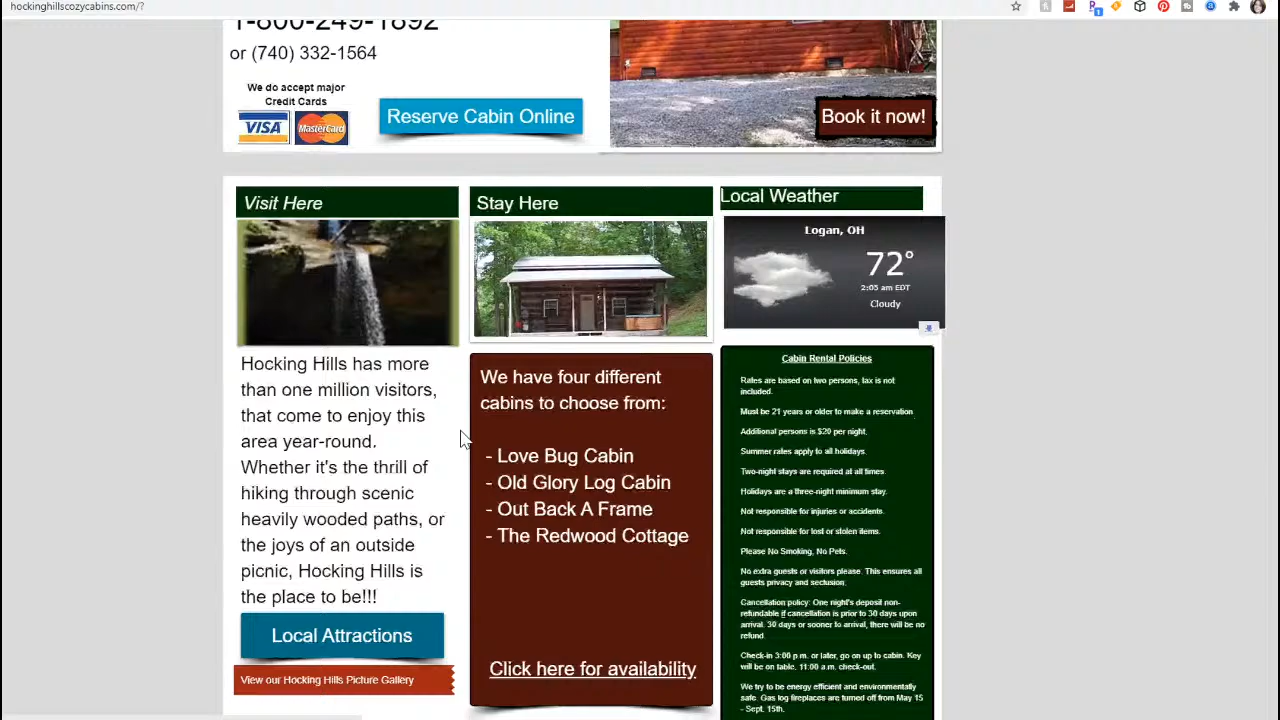 hockinghillscozycabins.com/?
1-800-249-1892
or (740) 332-1564
We do accept major
Credit Cards
VISA
MasterCard
Reserve Cabin Online
Book it now!
Visit Here
Hocking Hills has more
than one million visitors,
that come to enjoy this
area year-round.
Whether it's the thrill of
hiking through scenic
heavily wooded paths, or
the joys of an outside
picnic, Hocking Hills is
the place to be!!!
Local Attractions
View our Hocking Hills Picture Gallery
Stay Here
We have four different
cabins to choose from:
- Love Bug Cabin
- Old Glory Log Cabin
- Out Back A Frame
- The Redwood Cottage
Click here for availability
Local Weather
Logan, OH
72°
2:05 am EDT
Cloudy
Cabin Rental Policies
Rates are based on two persons, tax is not
included.
Must be 21 years or older to make a reservation
Additional persons is $20 per night.
Summer rates apply to all holidays.
Two-night stays are required at all times.
Holidays are a three-night minimum stay.
Not responsible for injuries or accidents.
Not responsible for lost or stolen items.
Please No Smoking, No Pets.
No extra guests or visitors please. This ensures all
guests privacy and seclusion.
Cancellation policy: One night's deposit non-
refundable if cancellation is prior to 30 days upon
arrival. 30 days or sooner to arrival, there will be no
refund.
Check-in 3:00 p.m. or later, go on up to cabin. Key
will be on table. 11:00 a.m. check-out.
We try to be energy efficient and environmentally
safe. Gas log fireplaces are turned off from May 15
- Sept. 15th.